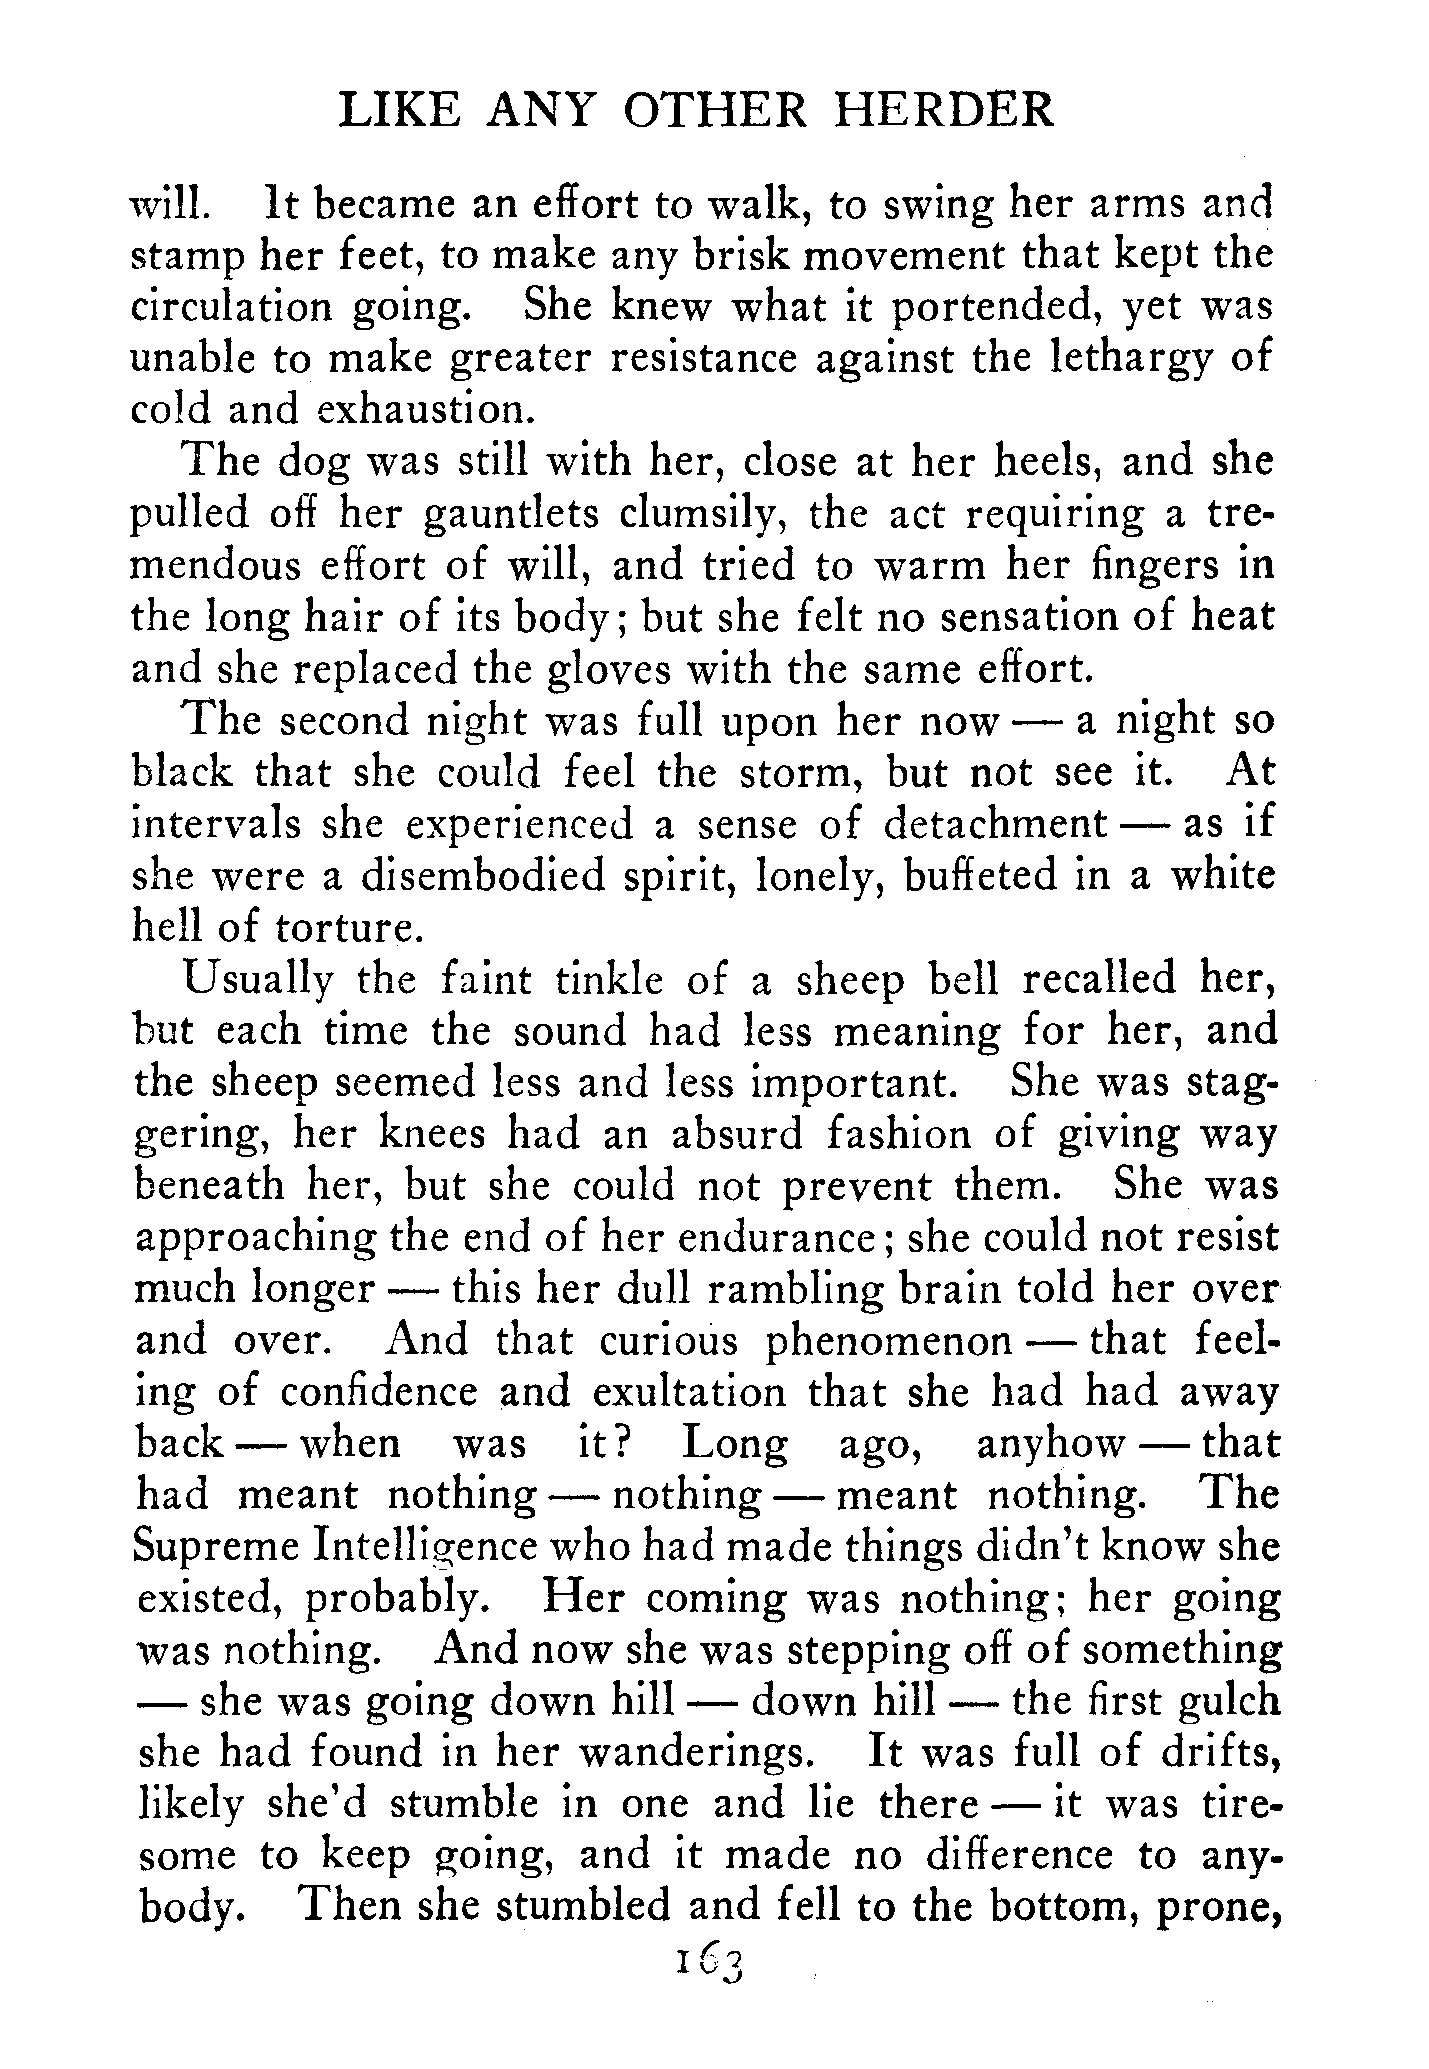 LIKE ANY OTHER HERDER
will. It became an effort to walk, to swing her arms and
stamp her feet, to make any brisk movement that kept the
circulation going. She knew what it portended, yet was
unable to make greater resistance against the lethargy of
cold and exhaustion.
The dog was still with her, close at her heels, and she
pulled off her gauntlets clumsily, the act requiring a tre-
mendous effort of will, and tried to warm her fingers in
the long hair of its body; but she felt no sensation of heat
and she replaced the gloves with the same effort.
The second night was full upon her now — a night so
black that she could feel the storm, but not see it. At
intervals she experienced a sense of detachment — as if
she were a disembodied spirit, lonely, buffeted in a white
hell of torture.
Usually the faint tinkle of a sheep bell recalled her,
but each time the sound had less meaning for her, and
the sheep seemed less and less important. She was stag-
gering, her knees had an absurd fashion of giving way
beneath her, but she could not prevent them. She was
approaching the end of her endurance; she could not resist
much longer — this her dull rambling brain told her over
and over. And that curious phenomenon — that feel-
ing of confidence and exultation that she had had away
back — when was it? Long ago, anyhow — that
had meant nothing — nothing — meant nothing. The
Supreme Intelligence who had made things didn't know she
existed, probably. Her coming was nothing; her going
was nothing. And now she was stepping off of something
— she was going down hill — down hill — the first gulch
she had found in her wanderings. It was full of drifts,
likely she'd stumble in one and lie there — it was tire-
some to keep going, and it made no difference to any-
body. Then she stumbled and fell to the bottom, prone,
163